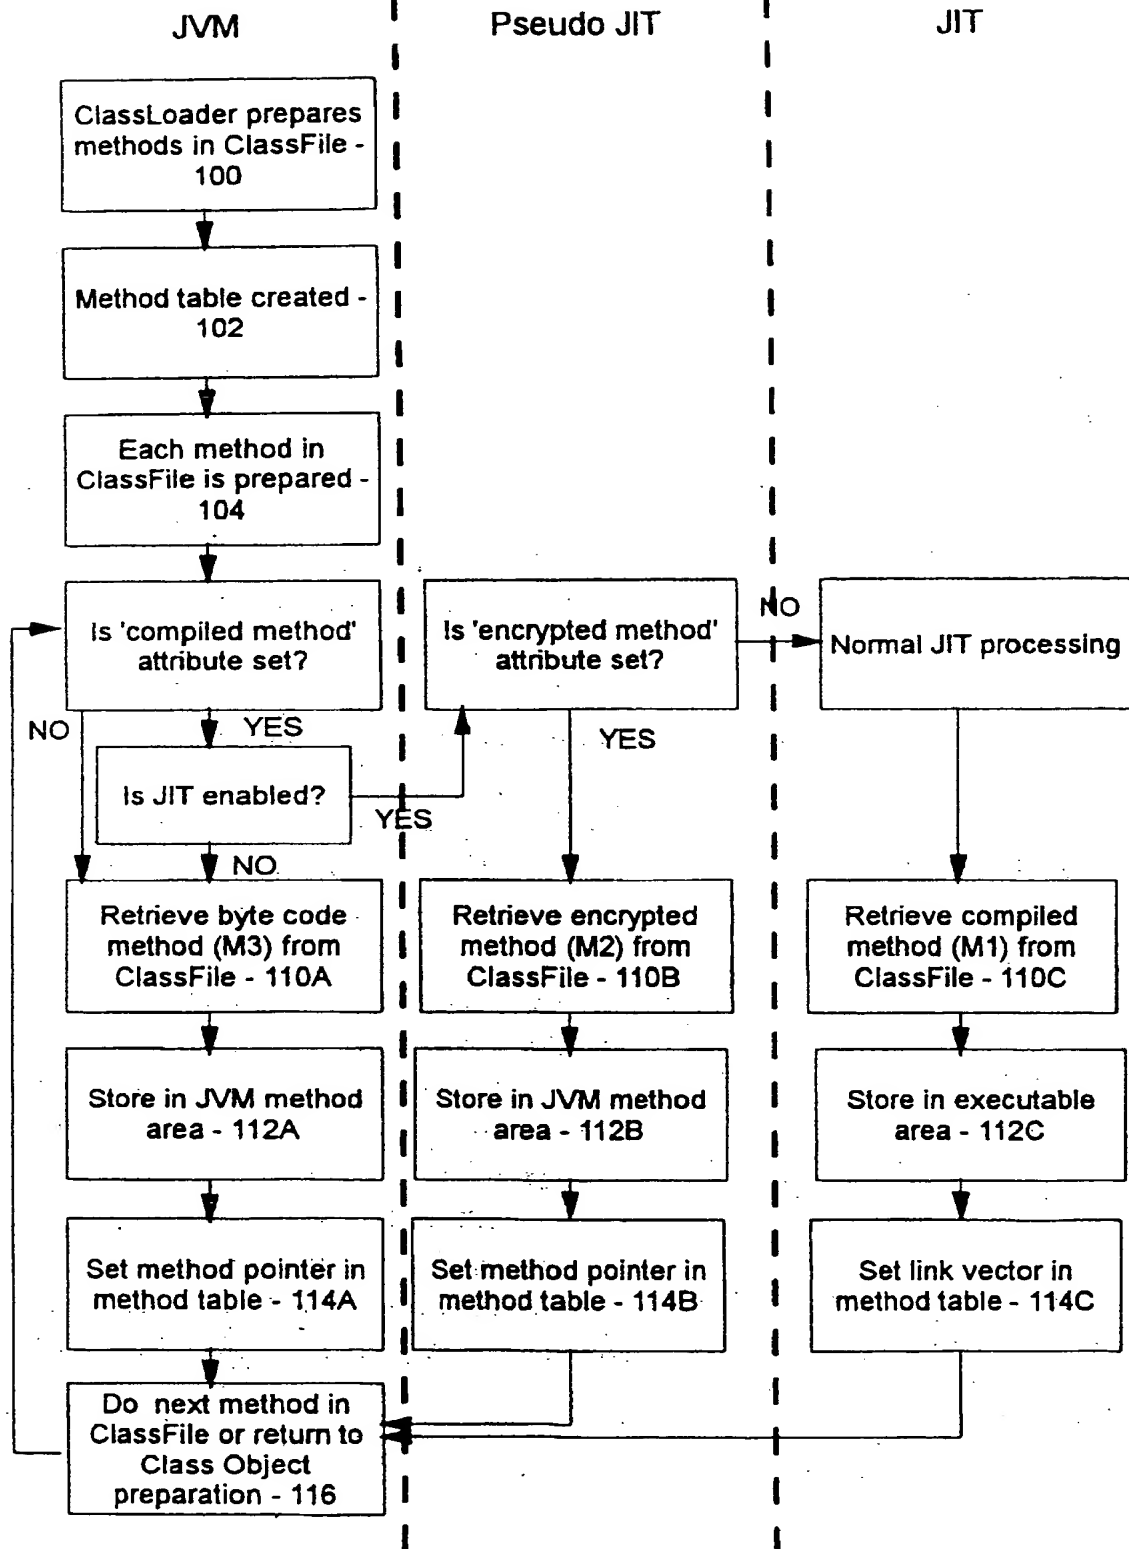 JVM
Pseudo JIT
JIT
ClassLoader prepares
methods in ClassFile -
100
Method table created -
102
Each method in
ClassFile is prepared -
104
Is 'compiled method'
attribute set?
Is 'encrypted method'
attribute set?
NO
Normal JIT processing
NO
YES
YES
Is JIT enabled?
YES
NO
Retrieve byte code
method (M3) from
ClassFile - 110A
Retrieve encrypted
method (M2) from
ClassFile - 110B
Retrieve compiled
method (M1) from
ClassFile - 110C
Store in JVM method
area - 112A
Store in JVM method
area - 112B
Store in executable
area - 112C
Set method pointer in
method table - 114A
Set method pointer in
method table - 114B
Set link vector in
method table - 114C
Do next method in
ClassFile or return to
Class Object
preparation - 116